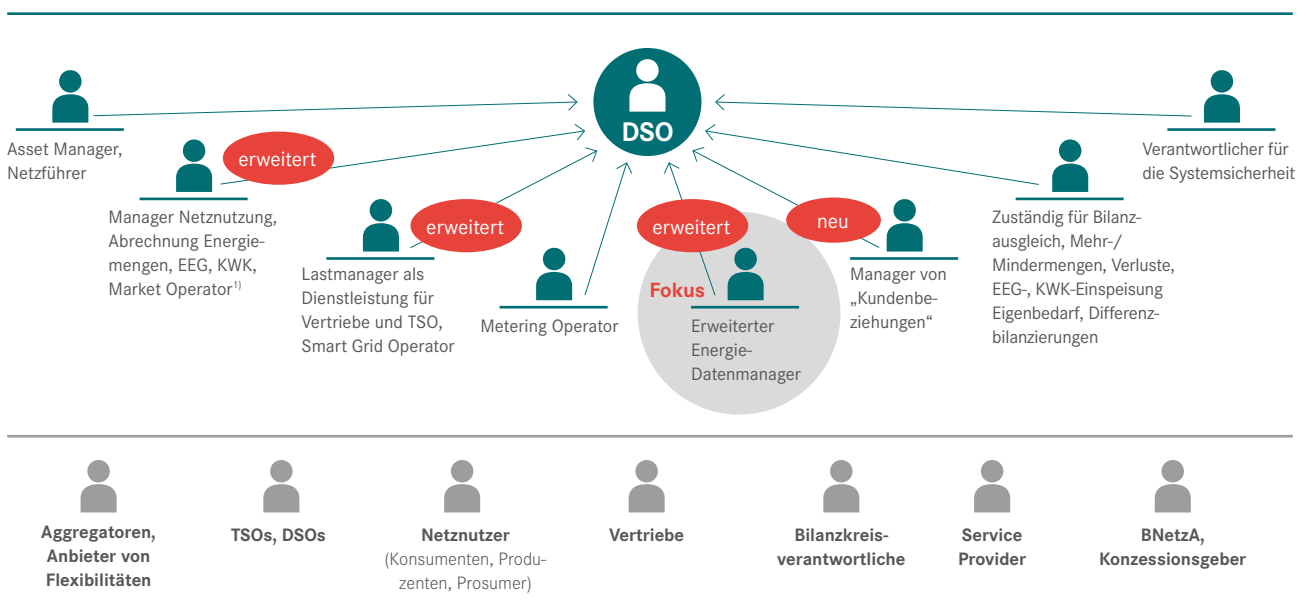 DSO
Asset Manager,
Netzführer
erweitert
Manager Netznutzung,
Abrechnung Energie-
mengen, EEG, KWK,
Market Operator¹⁾
erweitert
Lastmanager als
Dienstleistung für
Vertriebe und TSO,
Smart Grid Operator
Metering Operator
erweitert
Fokus
Erweiterter
Energie-
Datenmanager
neu
Manager von
„Kundenbe-
ziehungen“
Zuständig für Bilanz-
ausgleich, Mehr-/
Mindermengen, Verluste,
EEG-, KWK-Einspeisung
Eigenbedarf, Differenz-
bilanzierungen
Verantwortlicher für
die Systemsicherheit
Aggregatoren,
Anbieter von
Flexibilitäten
TSOs, DSOs
Netznutzer
(Konsumenten, Produ-
zenten, Prosumer)
Vertriebe
Bilanzkreis-
verantwortliche
Service
Provider
BNetzA,
Konzessionsgeber